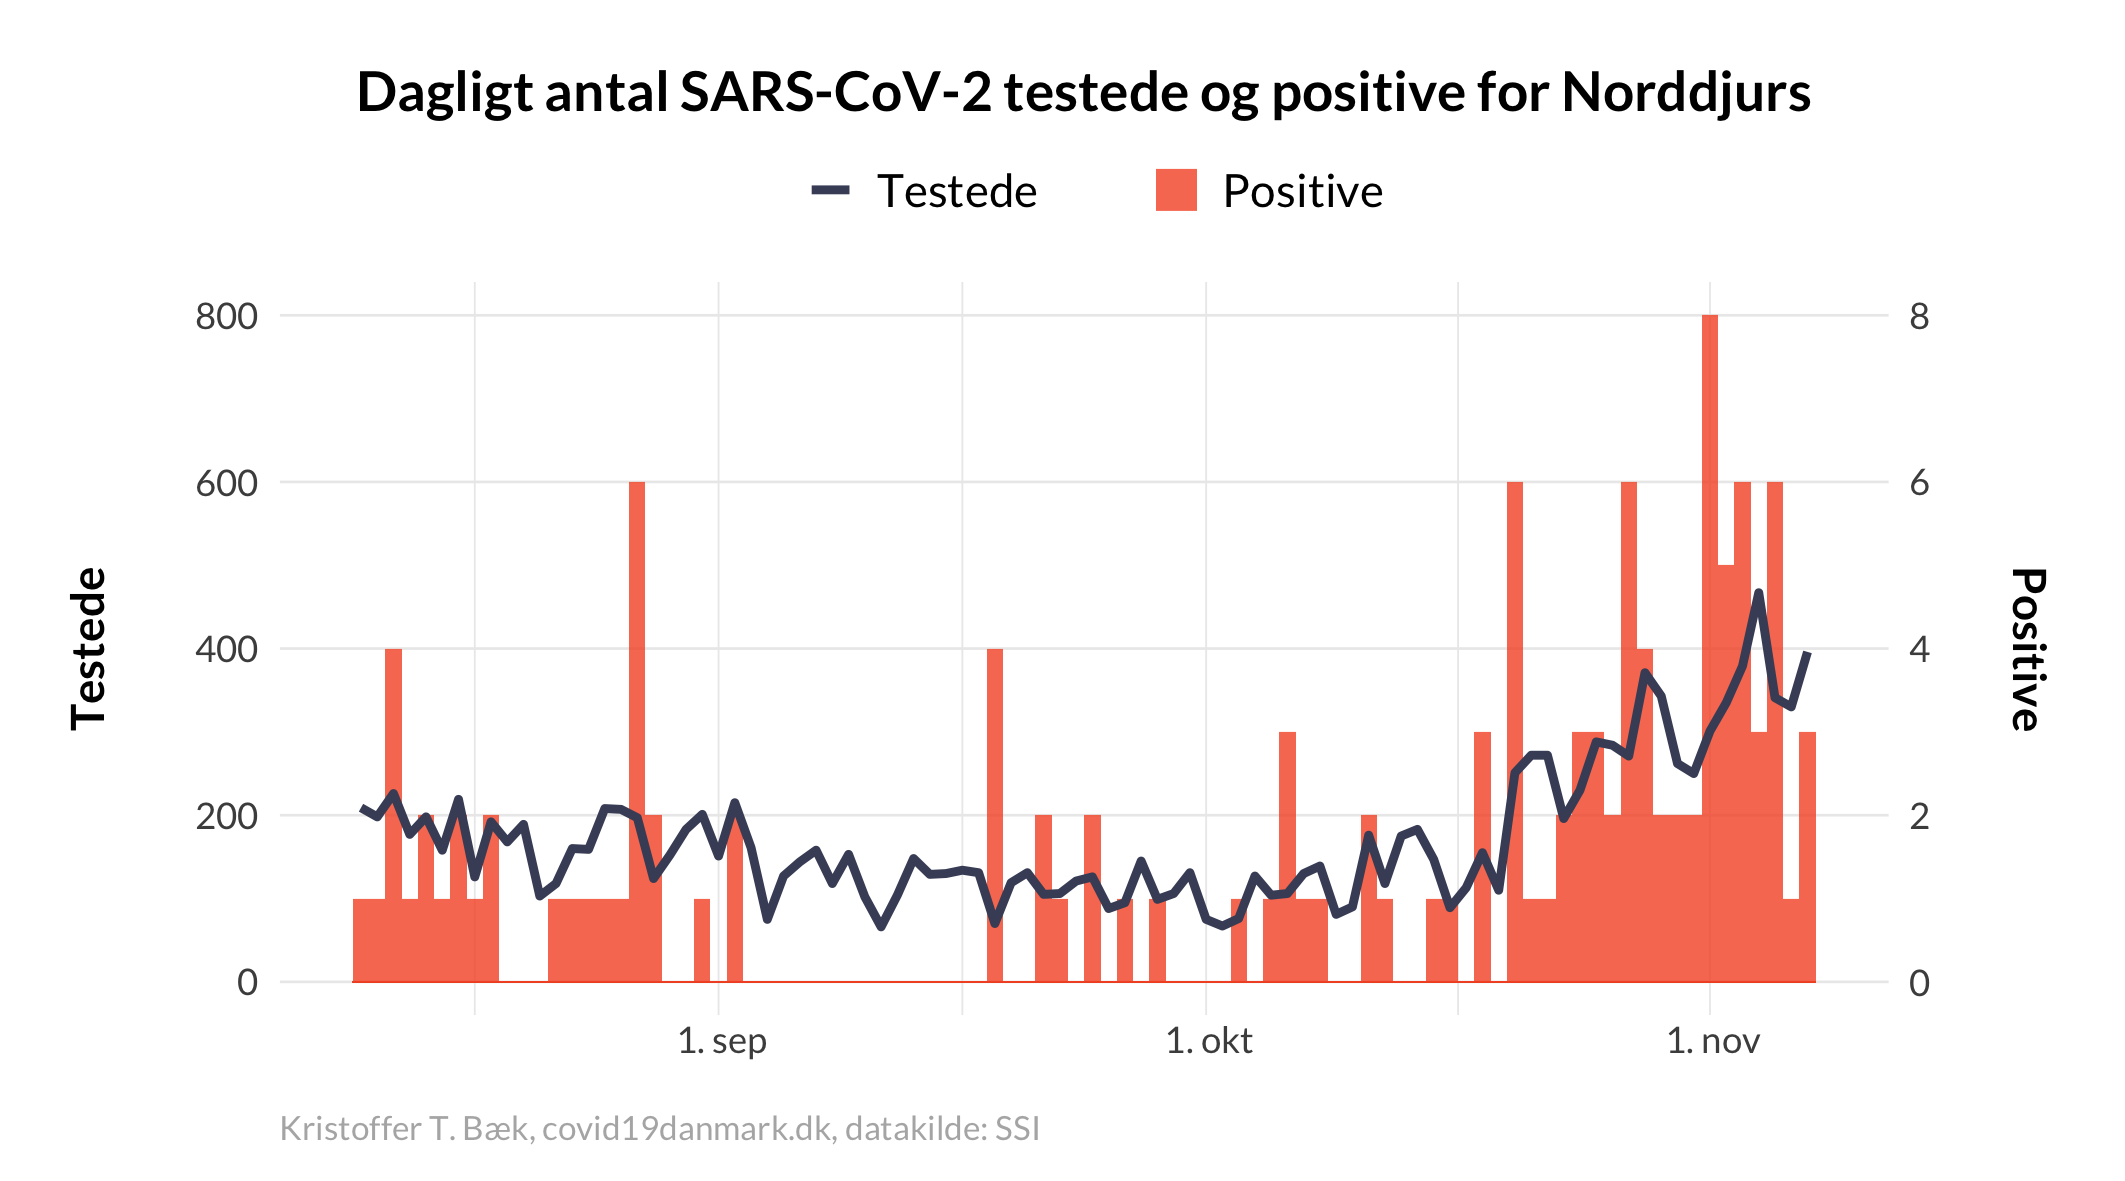 Dagligt antal SARS-CoV-2 testede og positive for Norddjurs
Testede Positive
800 8
600 6
400 4
200 2
0 0
Testede
Positive
1. sep 1. okt 1. nov
Kristoffer T. Bæk, covid19danmark.dk, datakilde: SSI